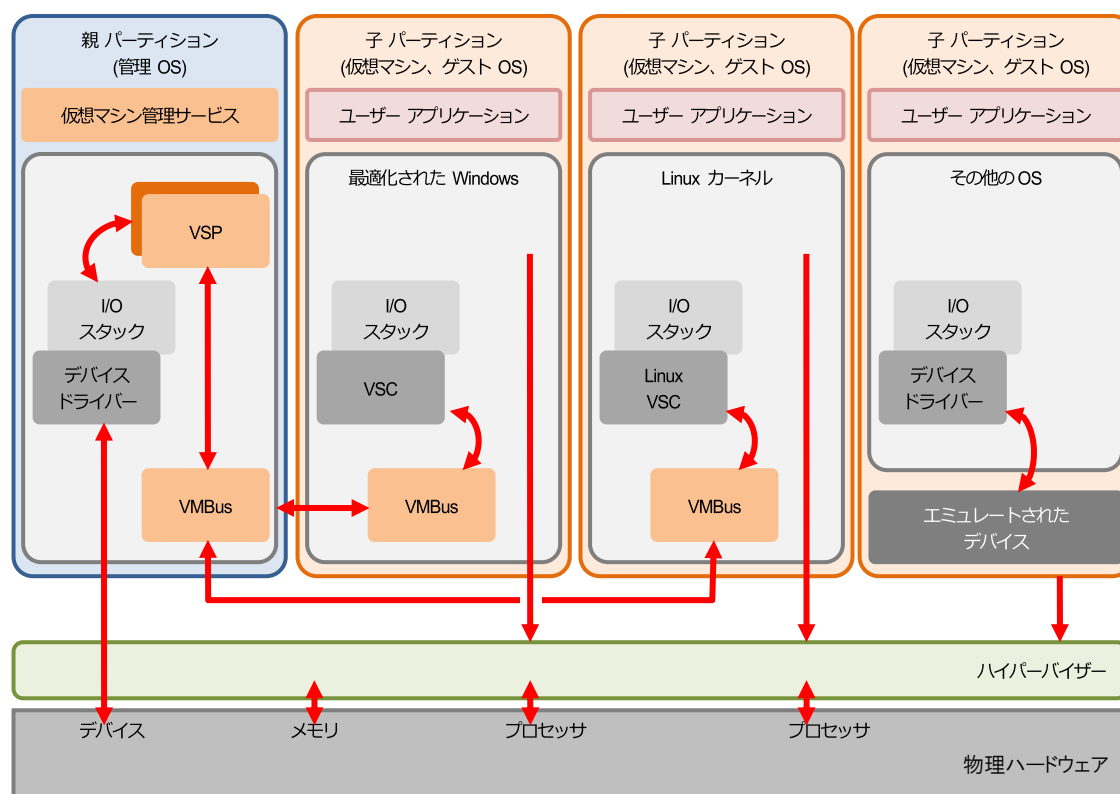 親 パーティション
(管理 OS)
仮想マシン管理サービス
VSP
I/O
スタック
デバイス
ドライバー
VMBus
子 パーティション
(仮想マシン、ゲスト OS)
ユーザー アプリケーション
最適化された Windows
I/O
スタック
VSC
VMBus
子 パーティション
(仮想マシン、ゲスト OS)
ユーザー アプリケーション
Linux カーネル
I/O
スタック
Linux
VSC
VMBus
子 パーティション
(仮想マシン、ゲスト OS)
ユーザー アプリケーション
その他の OS
I/O
スタック
デバイス
ドライバー
エミュレートされた
デバイス
ハイパーバイザー
デバイス
メモリ
プロセッサ
プロセッサ
物理ハードウェア